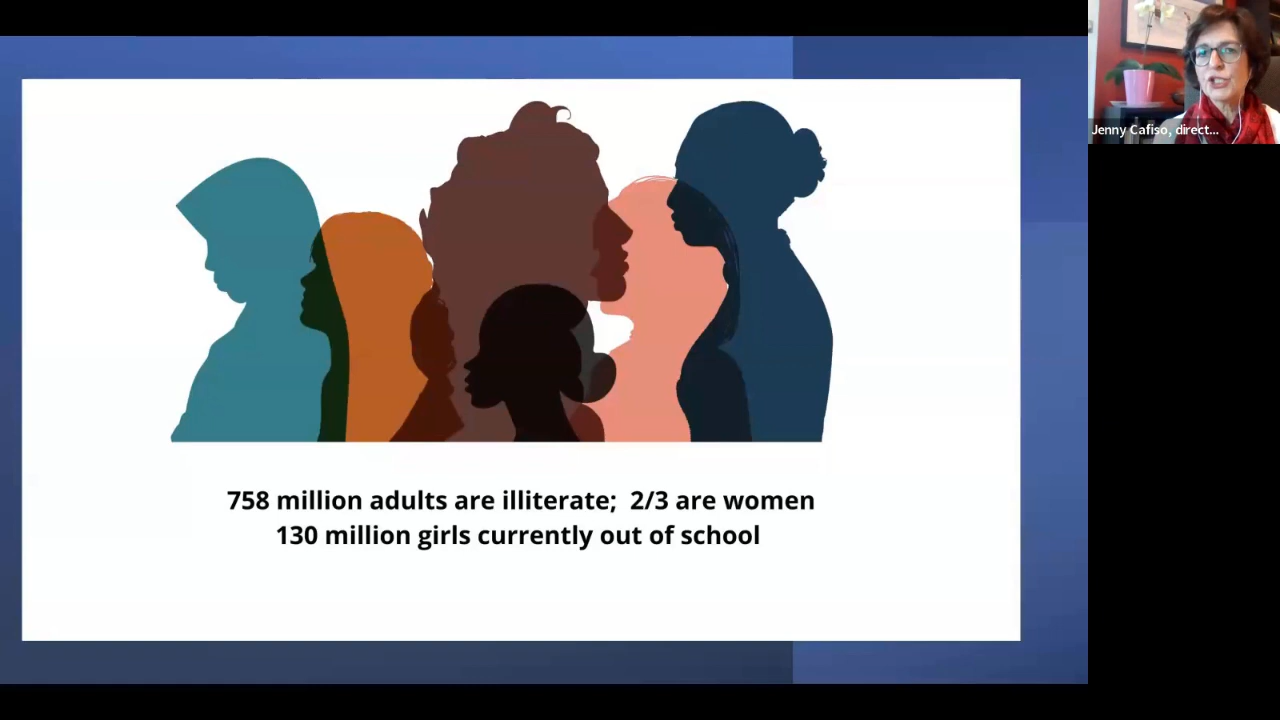 758 million adults are illiterate;  2/3 are women
130 million girls currently out of school
Jenny Cafiso, direct...